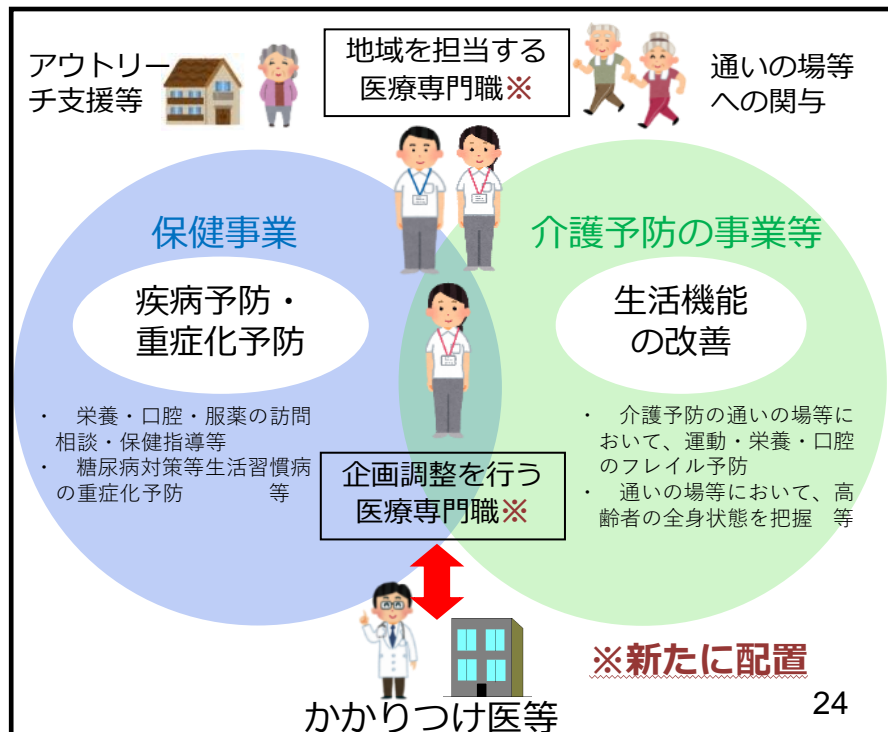 アウトリー
チ支援等
地域を担当する
医療専門職※
通いの場等
への関与
保健事業
疾病予防・
重症化予防
・　栄養・口腔・服薬の訪問
相談・保健指導等
・　糖尿病対策等生活習慣病
の重症化予防　　　　等
介護予防の事業等
生活機能
の改善
・　介護予防の通いの場等に
おいて、運動・栄養・口腔
のフレイル予防
・　通いの場等において、高
齢者の全身状態を把握　等
企画調整を行う
医療専門職※
かかりつけ医等
※新たに配置
24